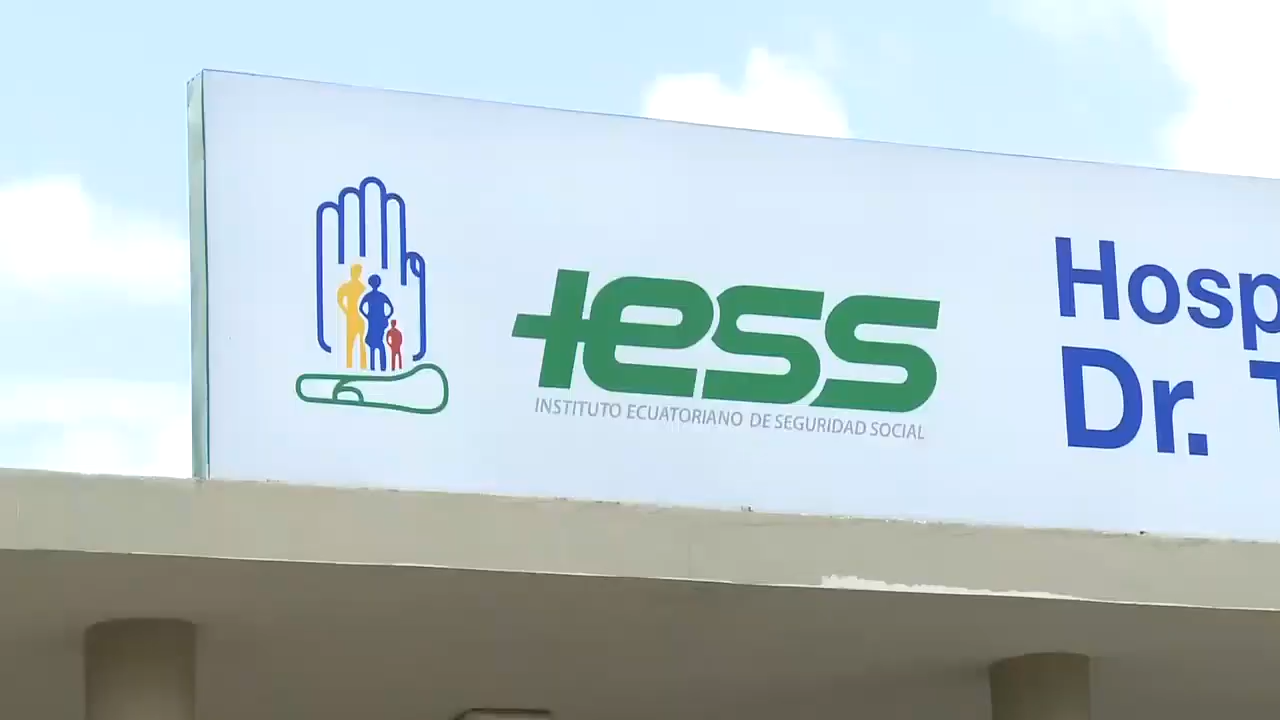 IESS
INSTITUTO ECUATORIANO DE SEGURIDAD SOCIAL
Hosp
Dr. T